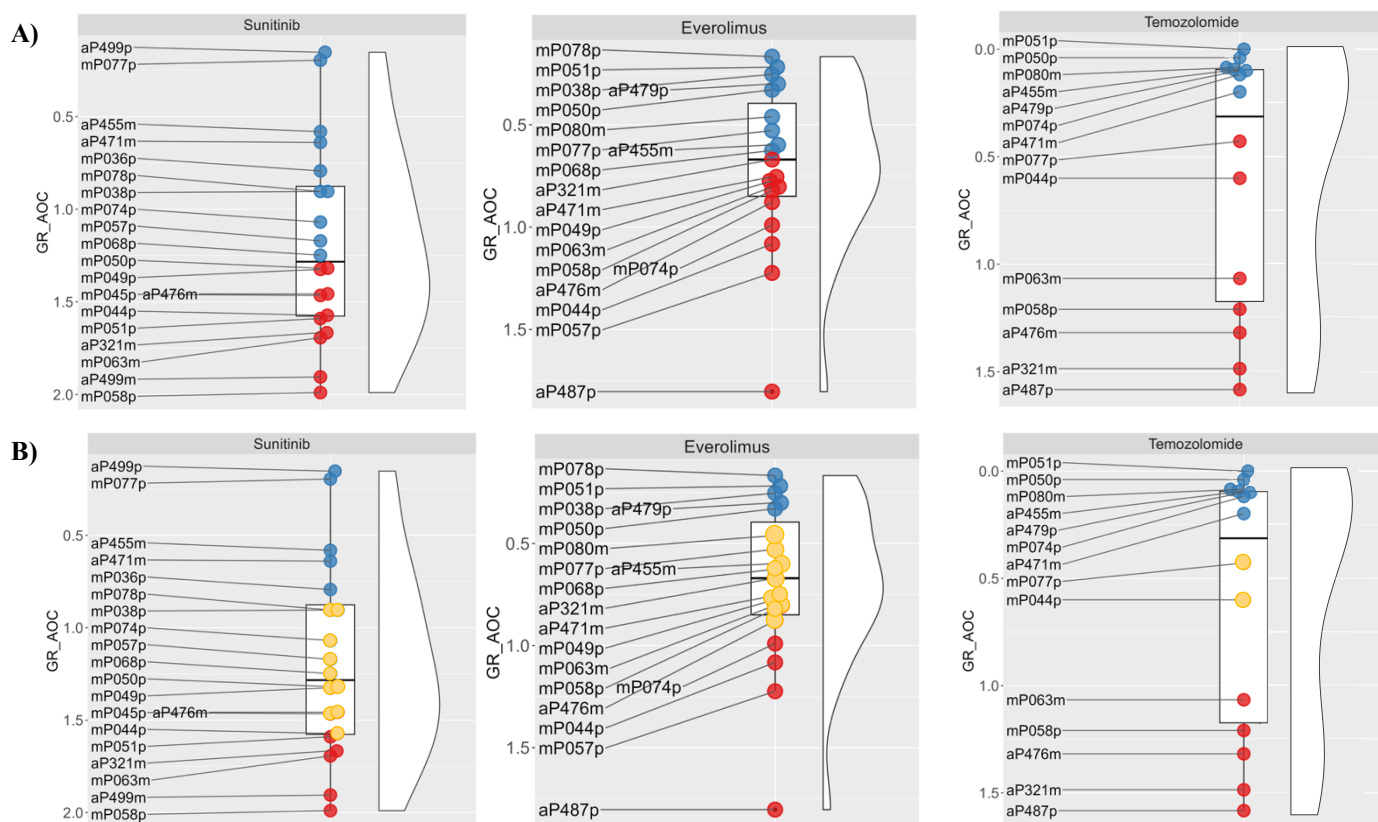 A)
Sunitinib
GR_AOC
0.5
1.0
1.5
2.0
aP499p
mP077p
aP455m
aP471m
mP036p
mP078p
mP038p
mP074p
mP057p
mP068p
mP050p
mP049p
mP045p aP476m
mP044p
mP051p
aP321m
mP063m
aP499m
mP058p
Everolimus
GR_AOC
0.5
1.0
1.5
mP078p
mP051p
mP038p aP479p
mP050p
mP080m
mP077p aP455m
mP068p
aP321m
aP471m
mP049p
mP063m
mP058p mP074p
aP476m
mP044p
mP057p
aP487p
Temozolomide
GR_AOC
0.0
0.5
1.0
1.5
mP051p
mP050p
mP080m
aP455m
aP479p
mP074p
aP471m
mP077p
mP044p
mP063m
mP058p
aP476m
aP321m
aP487p
B)
Sunitinib
GR_AOC
0.5
1.0
1.5
2.0
aP499p
mP077p
aP455m
aP471m
mP036p
mP078p
mP038p
mP074p
mP057p
mP068p
mP050p
mP049p
mP045p aP476m
mP044p
mP051p
aP321m
mP063m
aP499m
mP058p
Everolimus
GR_AOC
0.5
1.0
1.5
mP078p
mP051p
mP038p aP479p
mP050p
mP080m
mP077p aP455m
mP068p
aP321m
aP471m
mP049p
mP063m
mP058p mP074p
aP476m
mP044p
mP057p
aP487p
Temozolomide
GR_AOC
0.0
0.5
1.0
1.5
mP051p
mP050p
mP080m
aP455m
aP479p
mP074p
aP471m
mP077p
mP044p
mP063m
mP058p
aP476m
aP321m
aP487p